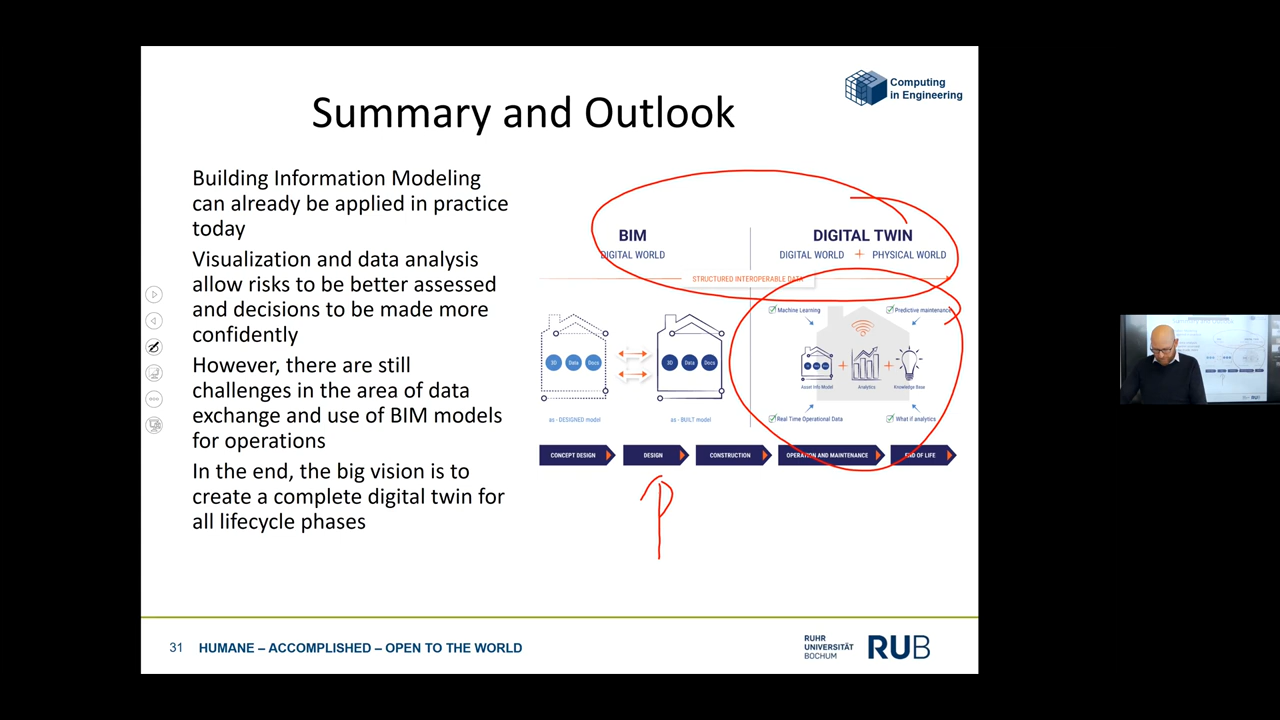 Computing
in Engineering
Summary and Outlook
Building Information Modeling
can already be applied in practice
today
Visualization and data analysis
allow risks to be better assessed
and decisions to be made more
confidently
However, there are still
challenges in the area of data
exchange and use of BIM models
for operations
In the end, the big vision is to
create a complete digital twin for
all lifecycle phases
BIM
DIGITAL WORLD
DIGITAL TWIN
DIGITAL WORLD + PHYSICAL WORLD
STRUCTURED INTEROPERABLE DATA
Machine Learning
Predictive maintenance
3D Data Docs
3D Data Docs
Asset Info Model
Analytics
Knowledge Base
as - DESIGNED model
as - BUILT model
Real Time Operational Data
What if analytics
CONCEPT DESIGN
DESIGN
CONSTRUCTION
OPERATION AND MAINTENANCE
END OF LIFE
31 HUMANE – ACCOMPLISHED – OPEN TO THE WORLD
RUHR
UNIVERSITÄT
BOCHUM
RUB